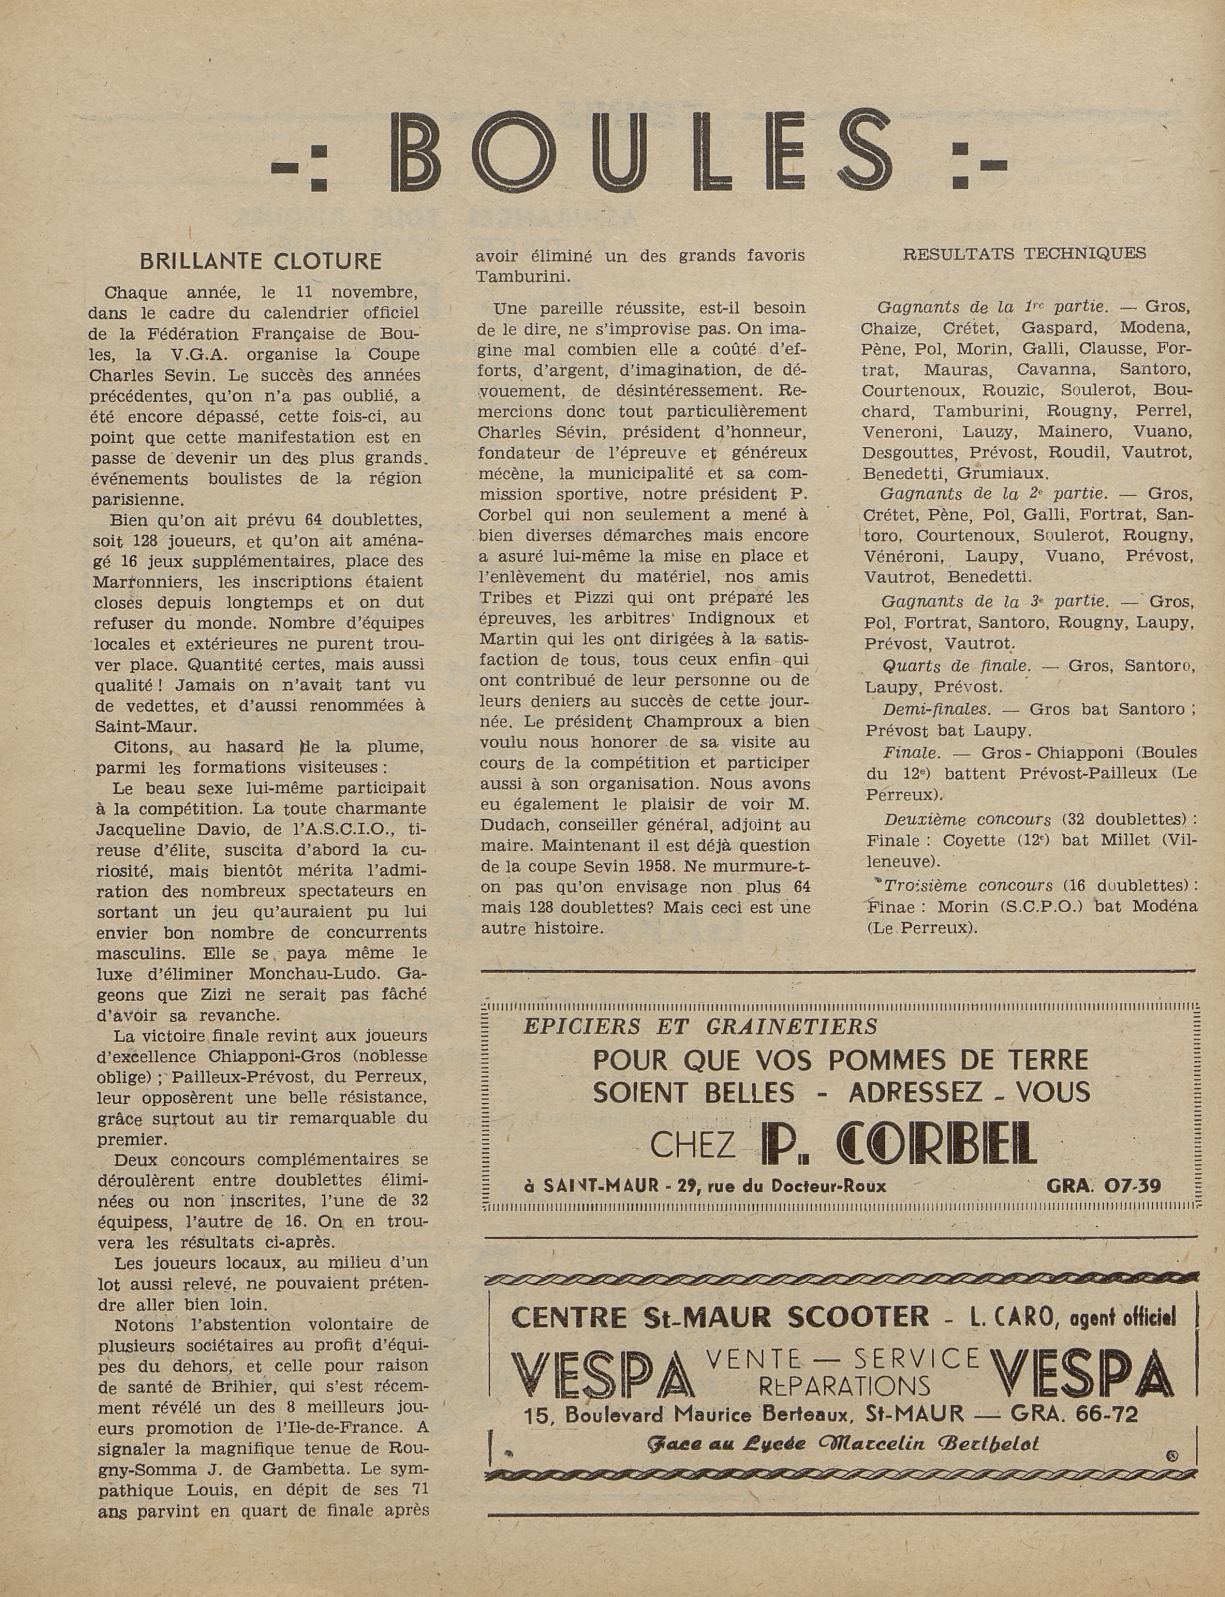 -: BOULES :-
BRILLANTE CLOTURE
Chaque année, le 11 novembre,
dans le cadre du calendrier officiel
de la Fédération Française de Bou-
les, la V.G.A. organise la Coupe
Charles Sevin. Le succès des années
précédentes, qu'on n'a pas oublié, a
été encore dépassé, cette fois-ci, au
point que cette manifestation est en
passe de devenir un des plus grands
événements boulistes de la région
parisienne.
Bien qu'on ait prévu 64 doublettes,
soit 128 joueurs, et qu'on ait aména-
gé 16 jeux supplémentaires, place des
Marronniers, les inscriptions étaient
closes depuis longtemps et on dut
refuser du monde. Nombre d'équipes
locales et extérieures ne purent trou-
ver place. Quantité certes, mais aussi
qualité ! Jamais on n'avait tant vu
de vedettes, et d'aussi renommées à
Saint-Maur.
Citons, au hasard de la plume,
parmi les formations visiteuses :
Le beau sexe lui-même participait
à la compétition. La toute charmante
Jacqueline Davio, de l'A.S.C.I.O., ti-
reuse d'élite, suscita d'abord la cu-
riosité, mais bientôt mérita l'admi-
ration des nombreux spectateurs en
sortant un jeu qu'auraient pu lui
envier bon nombre de concurrents
masculins. Elle se paya même le
luxe d'éliminer Monchau-Ludo. Ga-
geons que Zizi ne serait pas fâché
d'avoir sa revanche.
La victoire finale revint aux joueurs
d'excellence Chiapponi-Gros (noblesse
oblige) ; Pailleux-Prévost, du Perreux,
leur opposèrent une belle résistance,
grâce surtout au tir remarquable du
premier.
Deux concours complémentaires se
déroulèrent entre doublettes élimi-
nées ou non inscrites, l'une de 32
équipess, l'autre de 16. On en trou-
vera les résultats ci-après.
Les joueurs locaux, au milieu d'un
lot aussi relevé, ne pouvaient préten-
dre aller bien loin.
Notons l'abstention volontaire de
plusieurs sociétaires au profit d'équi-
pes du dehors, et celle pour raison
de santé de Brihier, qui s'est récem-
ment révélé un des 8 meilleurs jou-
eurs promotion de l'Ile-de-France. A
signaler la magnifique tenue de Rou-
gny-Somma J. de Gambetta. Le sym-
pathique Louis, en dépit de ses 71
ans parvint en quart de finale après
avoir éliminé un des grands favoris
Tamburini.
Une pareille réussite, est-il besoin
de le dire, ne s'improvise pas. On ima-
gine mal combien elle a coûté d'ef-
forts, d'argent, d'imagination, de dé-
vouement, de désintéressement. Re-
mercions donc tout particulièrement
Charles Sévin, président d'honneur,
fondateur de l'épreuve et généreux
mécène, la municipalité et sa com-
mission sportive, notre président P.
Corbel qui non seulement a mené à
bien diverses démarches mais encore
a asuré lui-même la mise en place et
l'enlèvement du matériel, nos amis
Tribes et Pizzi qui ont préparé les
épreuves, les arbitres Indignoux et
Martin qui les ont dirigées à la satis-
faction de tous, tous ceux enfin qui
ont contribué de leur personne ou de
leurs deniers au succès de cette jour-
née. Le président Champroux a bien
voulu nous honorer de sa visite au
cours de la compétition et participer
aussi à son organisation. Nous avons
eu également le plaisir de voir M.
Dudach, conseiller général, adjoint au
maire. Maintenant il est déjà question
de la coupe Sevin 1958. Ne murmure-t-
on pas qu'on envisage non plus 64
mais 128 doublettes? Mais ceci est une
autre histoire.
RESULTATS TECHNIQUES
Gagnants de la 1re partie. — Gros,
Chaize, Crétet, Gaspard, Modena,
Pène, Pol, Morin, Galli, Clausse, For-
trat, Mauras, Cavanna, Santoro,
Courtenoux, Rouzic, Soulerot, Bou-
chard, Tamburini, Rougny, Perrel,
Veneroni, Lauzy, Mainero, Vuano,
Desgouttes, Prévost, Roudil, Vautrot,
Benedetti, Grumiaux.
Gagnants de la 2e partie. — Gros,
Crétet, Pène, Pol, Galli, Fortrat, San-
toro, Courtenoux, Soulerot, Rougny,
Vénéroni, Laupy, Vuano, Prévost,
Vautrot, Benedetti.
Gagnants de la 3e partie. — Gros,
Pol, Fortrat, Santoro, Rougny, Laupy,
Prévost, Vautrot.
Quarts de finale. — Gros, Santoro,
Laupy, Prévost.
Demi-finales. — Gros bat Santoro ;
Prévost bat Laupy.
Finale. — Gros - Chiapponi (Boules
du 12e) battent Prévost-Pailleux (Le
Perreux).
Deuxième concours (32 doublettes) :
Finale : Coyette (12e) bat Millet (Vil-
leneuve).
Troisième concours (16 doublettes) :
Finae : Morin (S.C.P.O.) bat Modéna
(Le Perreux).
EPICIERS ET GRAINETIERS
POUR QUE VOS POMMES DE TERRE
SOIENT BELLES - ADRESSEZ - VOUS
CHEZ P. CORBEL
à SAINT-MAUR - 29, rue du Docteur-Roux GRA. 07-39
CENTRE St-MAUR SCOOTER - L. CARO, agent officiel
VESPA VENTE — SERVICE VESPA
REPARATIONS
15, Boulevard Maurice Berteaux, St-MAUR — GRA. 66-72
Face au Lycée Marcelin Berthelot